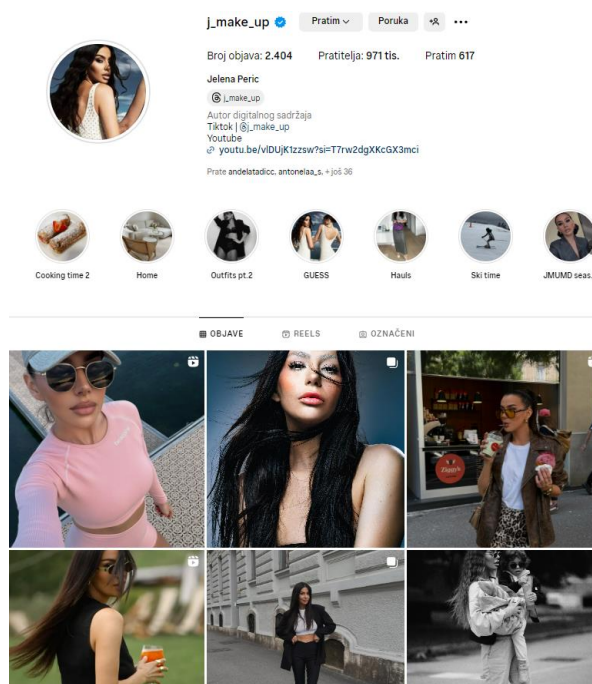 j_make_up Pratim Poruka
Broj objava: 2.404 Pratitelja: 971 tis. Pratim 617
Jelena Peric
j_make_up
Autor digitalnog sadržaja
Tiktok | @j_make_up
Youtube
youtu.be/vlDUjK1zzsw?si=T7rw2dgXKcGX3mci
Prate andelatadicc, antonelaa_s, + još 36
Cooking time 2 Home Outfits pt.2 GUESS Hauls Ski time JMUMD seas.
OBJAVE REELS OZNAČENI
Ziggy's